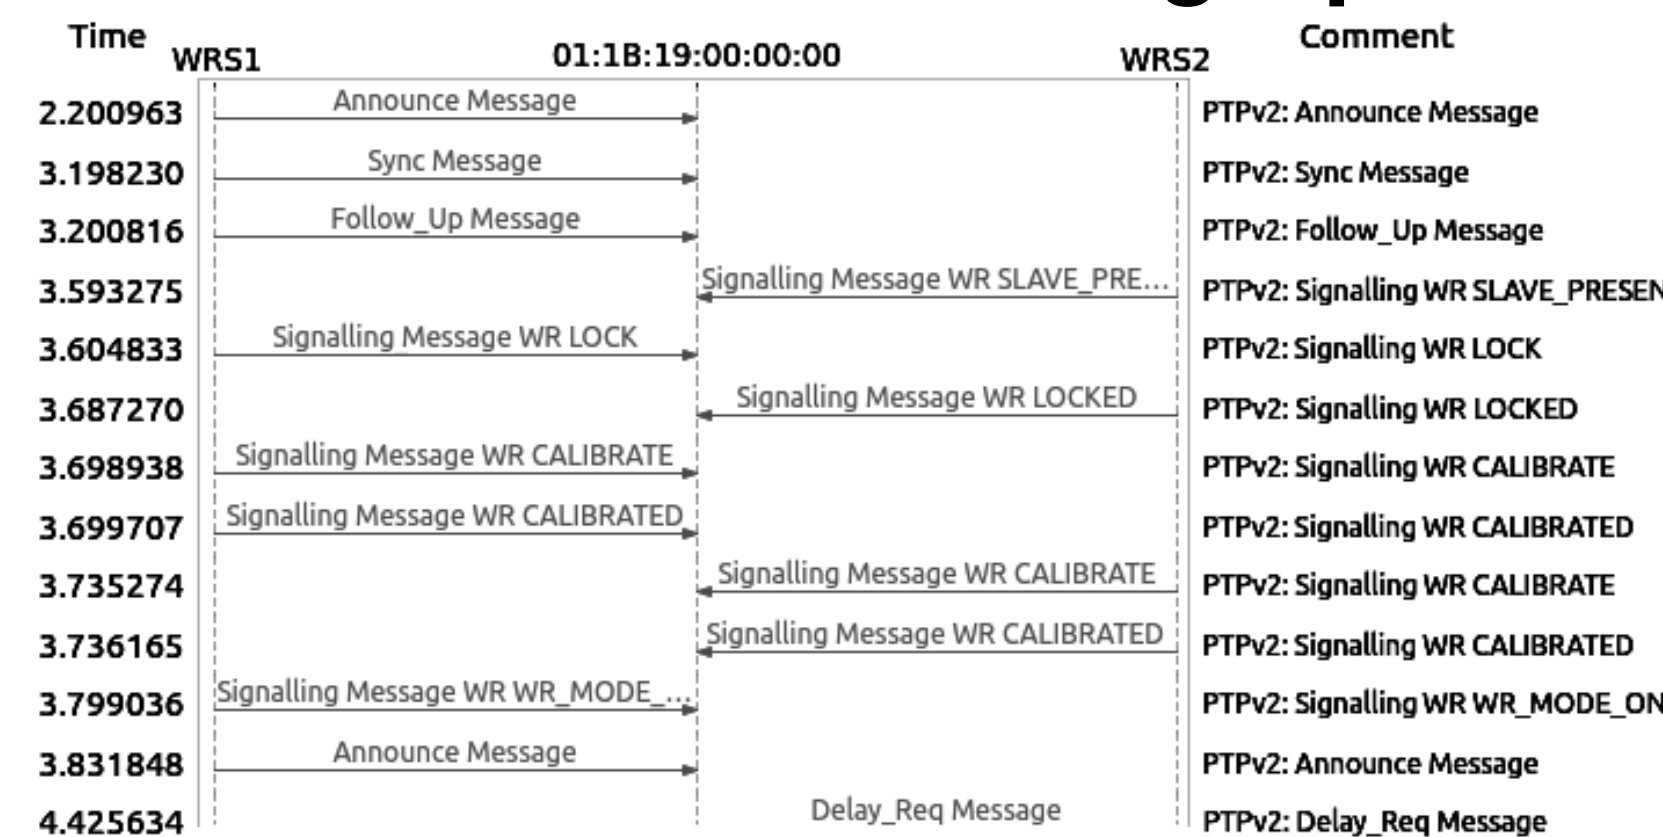 Time WRS1 01:1B:19:00:00:00 WRS2 Comment
2.200963 Announce Message PTPv2: Announce Message
3.198230 Sync Message PTPv2: Sync Message
3.200816 Follow_Up Message PTPv2: Follow_Up Message
3.593275 Signalling Message WR SLAVE_PRE... PTPv2: Signalling WR SLAVE_PRESEN
3.604833 Signalling Message WR LOCK PTPv2: Signalling WR LOCK
3.687270 Signalling Message WR LOCKED PTPv2: Signalling WR LOCKED
3.698938 Signalling Message WR CALIBRATE PTPv2: Signalling WR CALIBRATE
3.699707 Signalling Message WR CALIBRATED PTPv2: Signalling WR CALIBRATED
3.735274 Signalling Message WR CALIBRATE PTPv2: Signalling WR CALIBRATE
3.736165 Signalling Message WR CALIBRATED PTPv2: Signalling WR CALIBRATED
3.799036 Signalling Message WR WR_MODE_... PTPv2: Signalling WR WR_MODE_ON
3.831848 Announce Message PTPv2: Announce Message
4.425634 Delay_Req Message PTPv2: Delay_Req Message